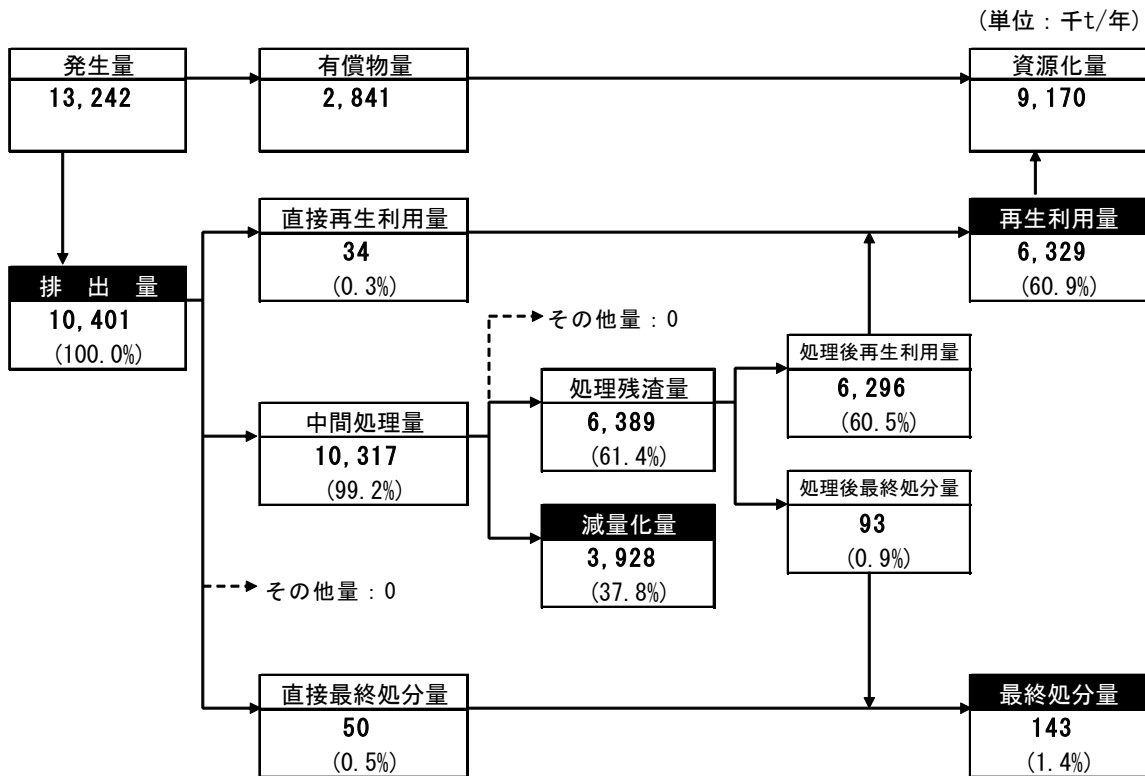 (単位：千t/年)
発生量
13,242
有償物量
2,841
資源化量
9,170
直接再生利用量
34
(0.3%)
再生利用量
6,329
(60.9%)
排 出 量
10,401
(100.0%)
その他量：0
処理後再生利用量
6,296
(60.5%)
処理残渣量
6,389
(61.4%)
中間処理量
10,317
(99.2%)
処理後最終処分量
93
(0.9%)
減量化量
3,928
(37.8%)
その他量：0
直接最終処分量
50
(0.5%)
最終処分量
143
(1.4%)